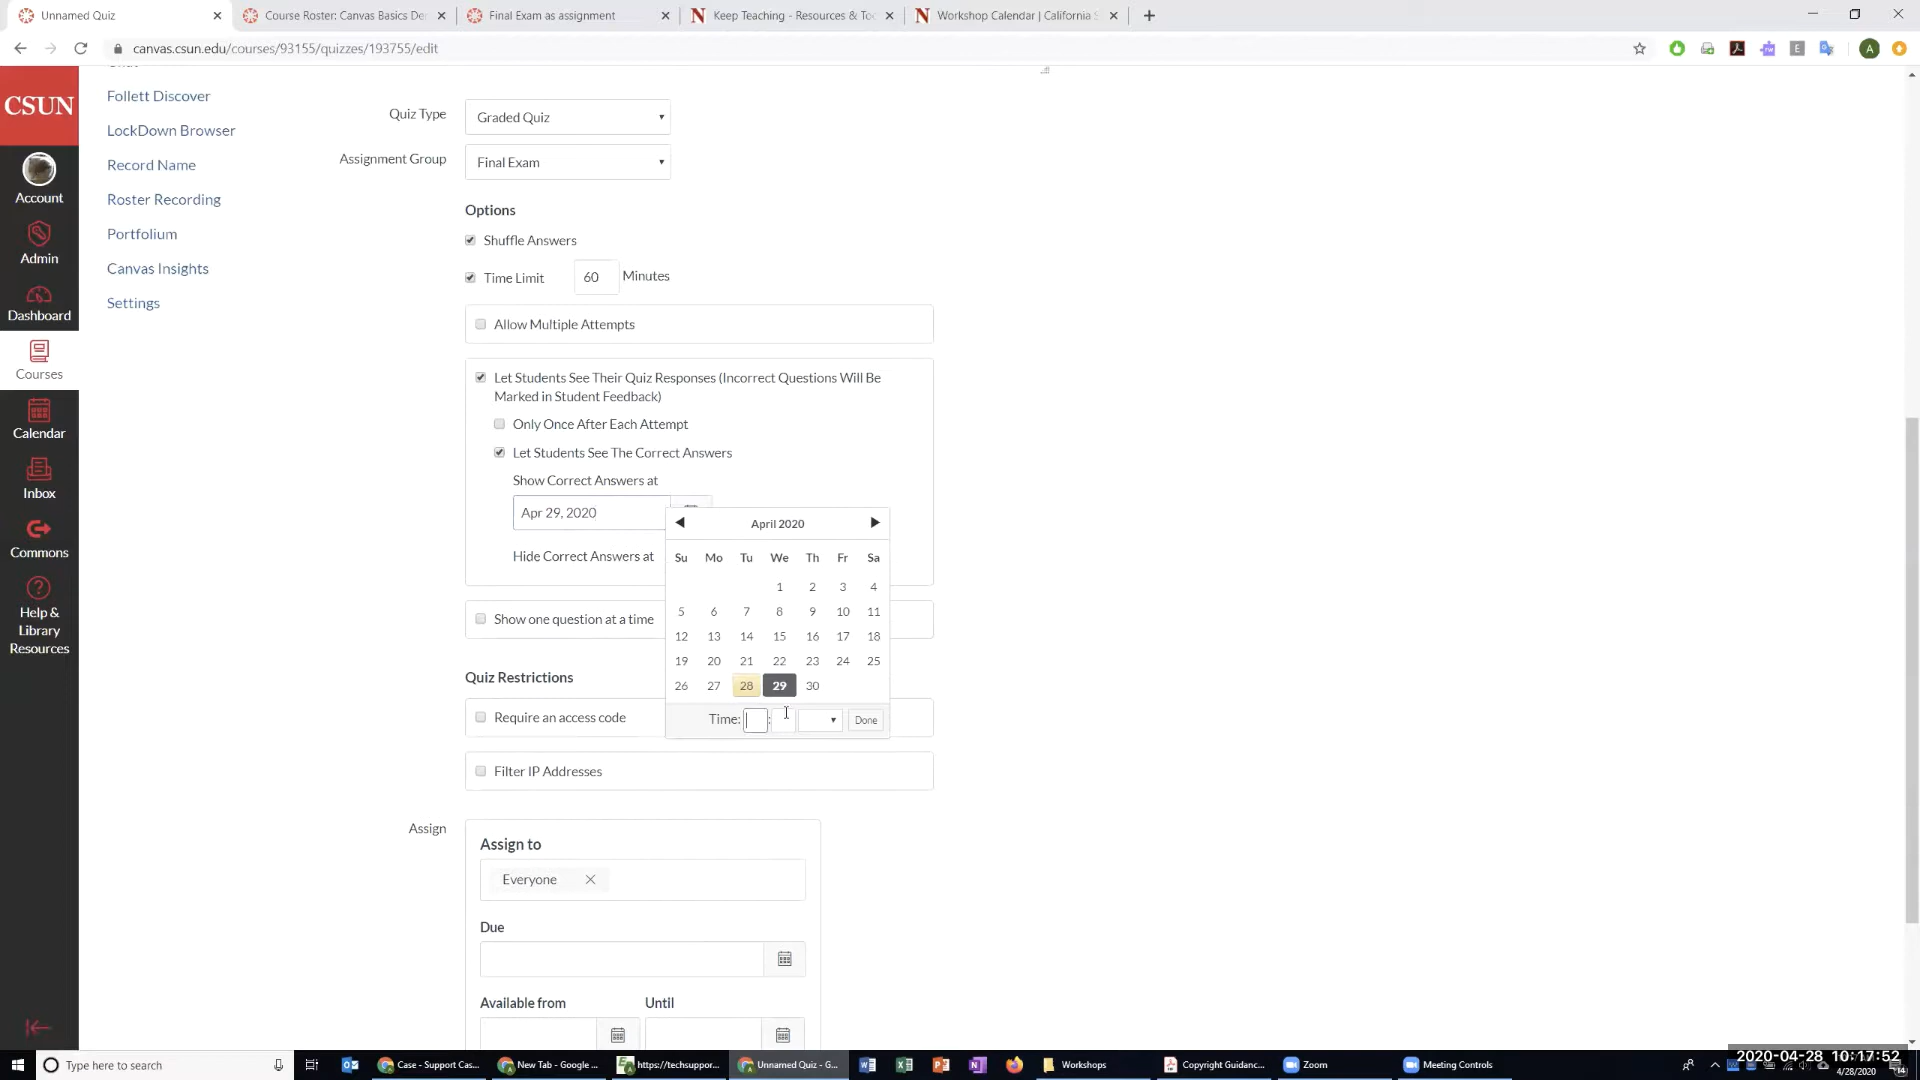 Unnamed Quiz
Course Roster: Canvas Basics De
Final Exam as assignment
Keep Teaching - Resources & Too
Workshop Calendar | California S
canvas.csun.edu/courses/93155/quizzes/193755/edit
A
CSUN
Account
Admin
Dashboard
Courses
Calendar
Inbox
Commons
Help &
Library
Resources
Follett Discover
LockDown Browser
Record Name
Roster Recording
Portfolium
Canvas Insights
Settings
Quiz Type
Graded Quiz
Assignment Group
Final Exam
Options
Shuffle Answers
Time Limit 60 Minutes
Allow Multiple Attempts
Let Students See Their Quiz Responses (Incorrect Questions Will Be
Marked in Student Feedback)
Only Once After Each Attempt
Let Students See The Correct Answers
Show Correct Answers at
Apr 29, 2020
Hide Correct Answers at
April 2020
Su Mo Tu We Th Fr Sa
1 2 3 4
5 6 7 8 9 10 11
12 13 14 15 16 17 18
19 20 21 22 23 24 25
26 27 28 29 30
Time: : Done
Show one question at a time
Quiz Restrictions
Require an access code
Filter IP Addresses
Assign
Assign to
Everyone
Due
Available from Until
Type here to search
Case - Support Cas...
New Tab - Google ...
https://techsuppor...
Unnamed Quiz - G...
Workshops
Copyright Guidanc...
Zoom
Meeting Controls
2020-04-28 10:17:52
4/28/2020